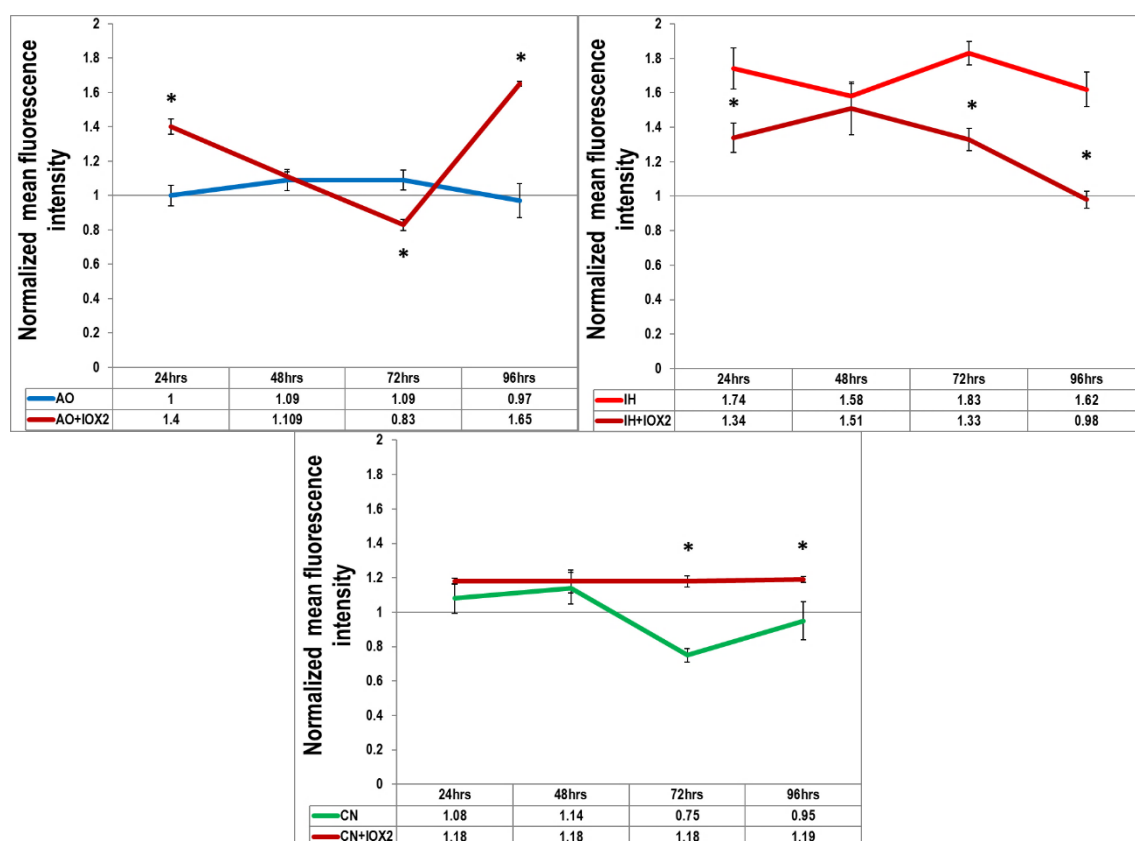 Normalized mean fluorescence
intensity
2
1.8
1.6
1.4
1.2
1
0.8
0.6
0.4
0.2
0
*
*
*
24hrs 48hrs 72hrs 96hrs
AO 1 1.09 1.09 0.97
AO+IOX2 1.4 1.109 0.83 1.65
Normalized mean fluorescence
intensity
2
1.8
1.6
1.4
1.2
1
0.8
0.6
0.4
0.2
0
*
*
*
24hrs 48hrs 72hrs 96hrs
IH 1.74 1.58 1.83 1.62
IH+IOX2 1.34 1.51 1.33 0.98
Normalized mean fluorescence
intensity
2
1.8
1.6
1.4
1.2
1
0.8
0.6
0.4
0.2
0
* *
24hrs 48hrs 72hrs 96hrs
CN 1.08 1.14 0.75 0.95
CN+IOX2 1.18 1.18 1.18 1.19